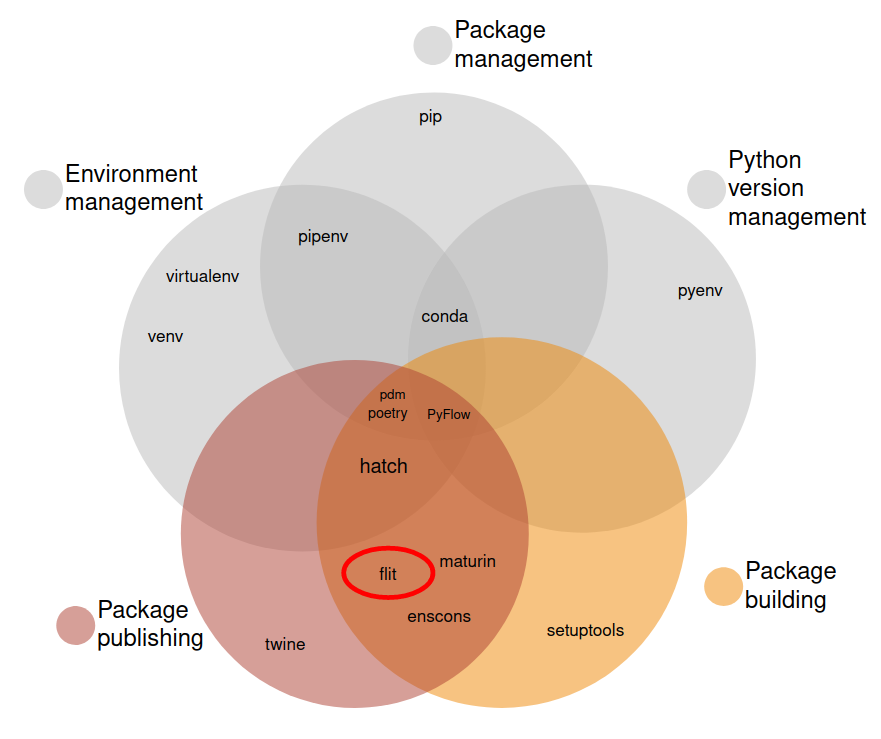 Package
management
pip
Environment
management
Python
version
management
pipenv
virtualenv
pyenv
conda
venv
pdm
poetry
PyFlow
hatch
maturin
flit
Package
building
Package
publishing
enscons
setuptools
twine